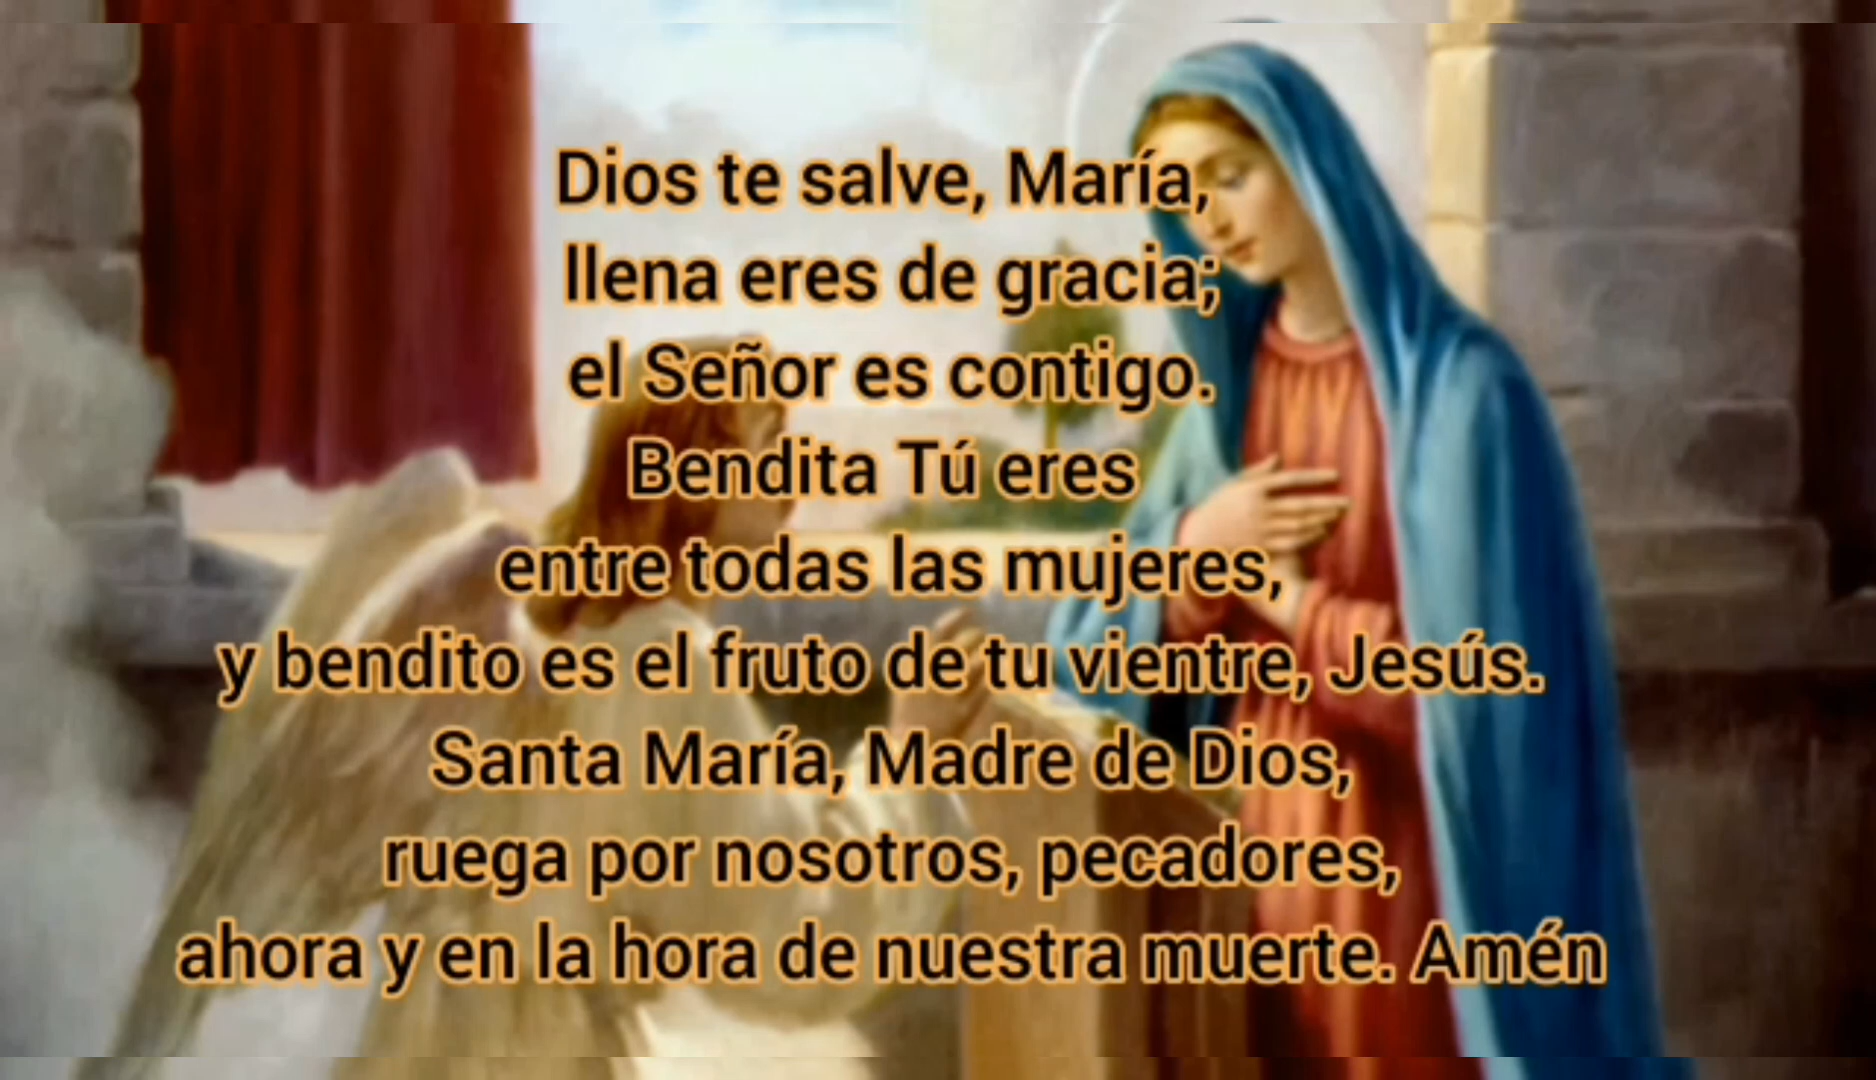 Dios te salve, María,
llena eres de gracia;
el Señor es contigo.
Bendita Tú eres
entre todas las mujeres,
y bendito es el fruto de tu vientre, Jesús.
Santa María, Madre de Dios,
ruega por nosotros, pecadores,
ahora y en la hora de nuestra muerte. Amén